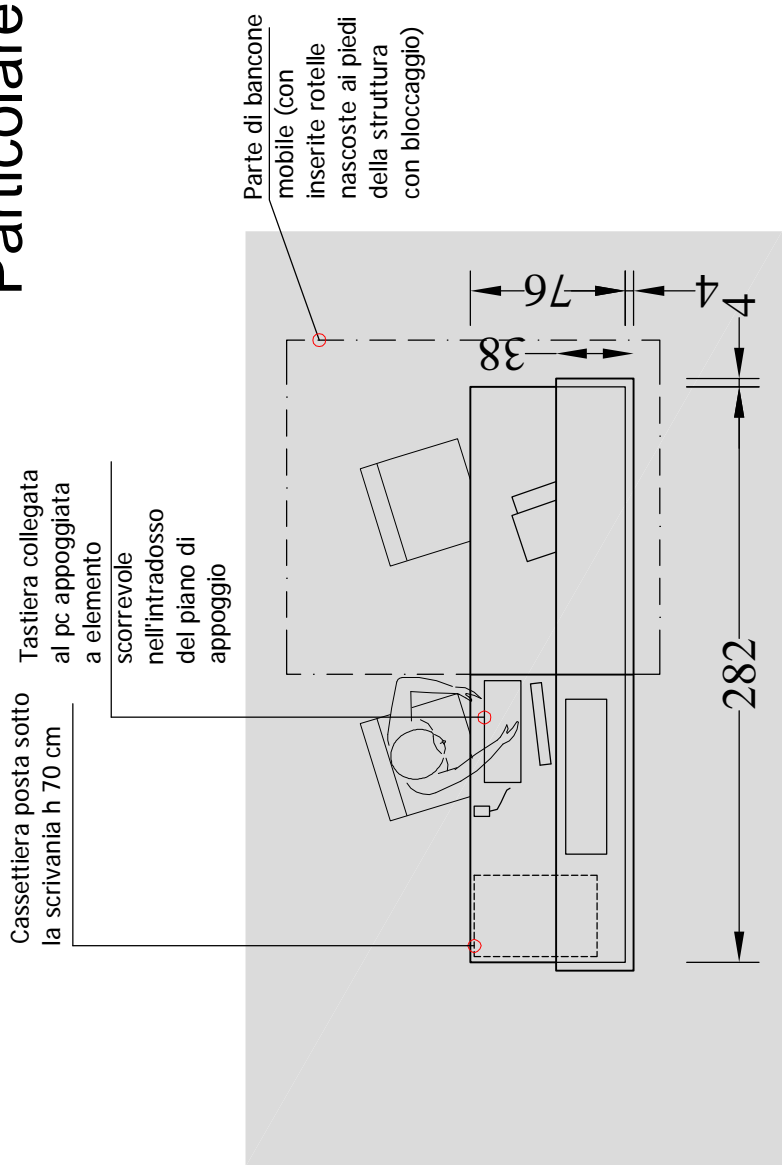 Particolare
Cassettiera posta sotto
la scrivania h 70 cm
Tastiera collegata
al pc appoggiata
a elemento
scorrevole
nell'intradosso
del piano di
appoggio
Parte di bancone
mobile (con
inserite rotelle
nascoste ai piedi
della struttura
con bloccaggio)
76
4
38
4
282